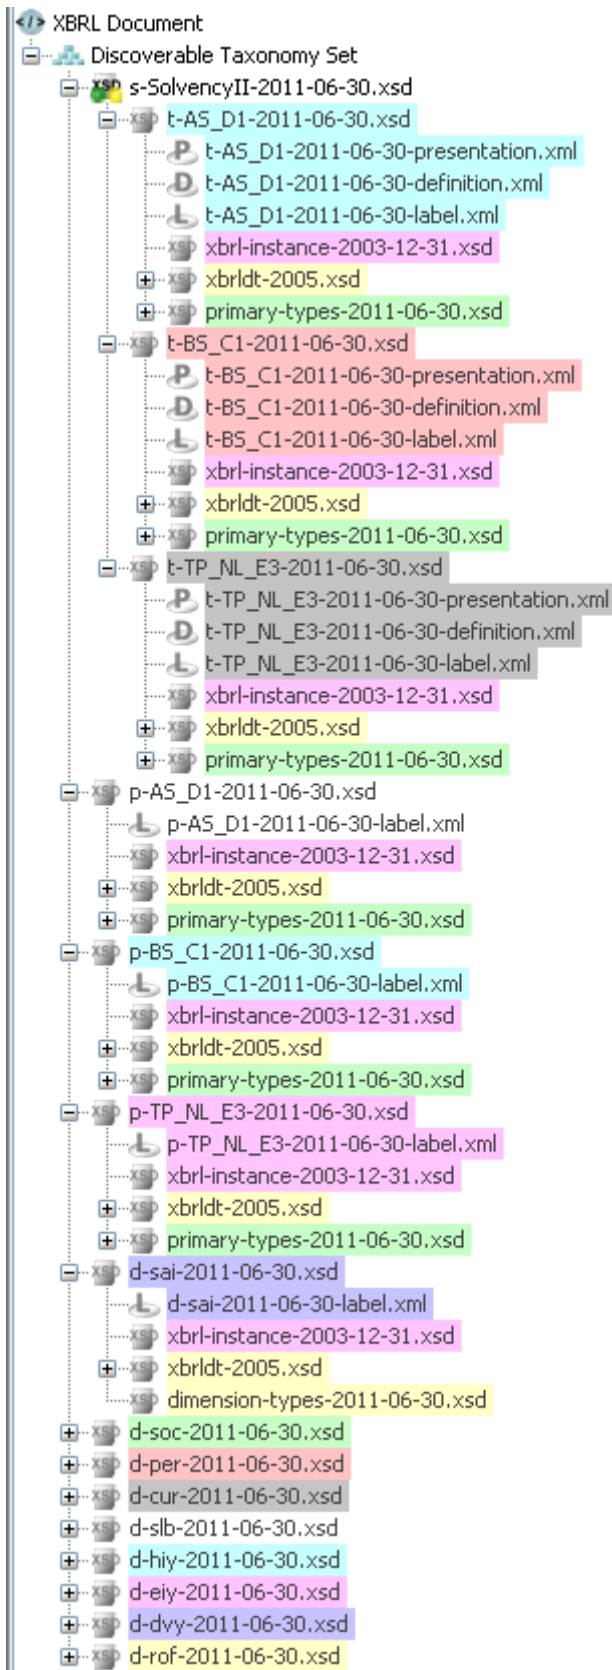 XBRL Document
Discoverable Taxonomy Set
s-SolvencyII-2011-06-30.xsd
t-AS_D1-2011-06-30.xsd
t-AS_D1-2011-06-30-presentation.xml
t-AS_D1-2011-06-30-definition.xml
t-AS_D1-2011-06-30-label.xml
xbrl-instance-2003-12-31.xsd
xbrldt-2005.xsd
primary-types-2011-06-30.xsd
t-BS_C1-2011-06-30.xsd
t-BS_C1-2011-06-30-presentation.xml
t-BS_C1-2011-06-30-definition.xml
t-BS_C1-2011-06-30-label.xml
xbrl-instance-2003-12-31.xsd
xbrldt-2005.xsd
primary-types-2011-06-30.xsd
t-TP_NL_E3-2011-06-30.xsd
t-TP_NL_E3-2011-06-30-presentation.xml
t-TP_NL_E3-2011-06-30-definition.xml
t-TP_NL_E3-2011-06-30-label.xml
xbrl-instance-2003-12-31.xsd
xbrldt-2005.xsd
primary-types-2011-06-30.xsd
p-AS_D1-2011-06-30.xsd
p-AS_D1-2011-06-30-label.xml
xbrl-instance-2003-12-31.xsd
xbrldt-2005.xsd
primary-types-2011-06-30.xsd
p-BS_C1-2011-06-30.xsd
p-BS_C1-2011-06-30-label.xml
xbrl-instance-2003-12-31.xsd
xbrldt-2005.xsd
primary-types-2011-06-30.xsd
p-TP_NL_E3-2011-06-30.xsd
p-TP_NL_E3-2011-06-30-label.xml
xbrl-instance-2003-12-31.xsd
xbrldt-2005.xsd
primary-types-2011-06-30.xsd
d-sai-2011-06-30.xsd
d-sai-2011-06-30-label.xml
xbrl-instance-2003-12-31.xsd
xbrldt-2005.xsd
dimension-types-2011-06-30.xsd
d-soc-2011-06-30.xsd
d-per-2011-06-30.xsd
d-cur-2011-06-30.xsd
d-slb-2011-06-30.xsd
d-hiy-2011-06-30.xsd
d-eiy-2011-06-30.xsd
d-dvy-2011-06-30.xsd
d-rof-2011-06-30.xsd